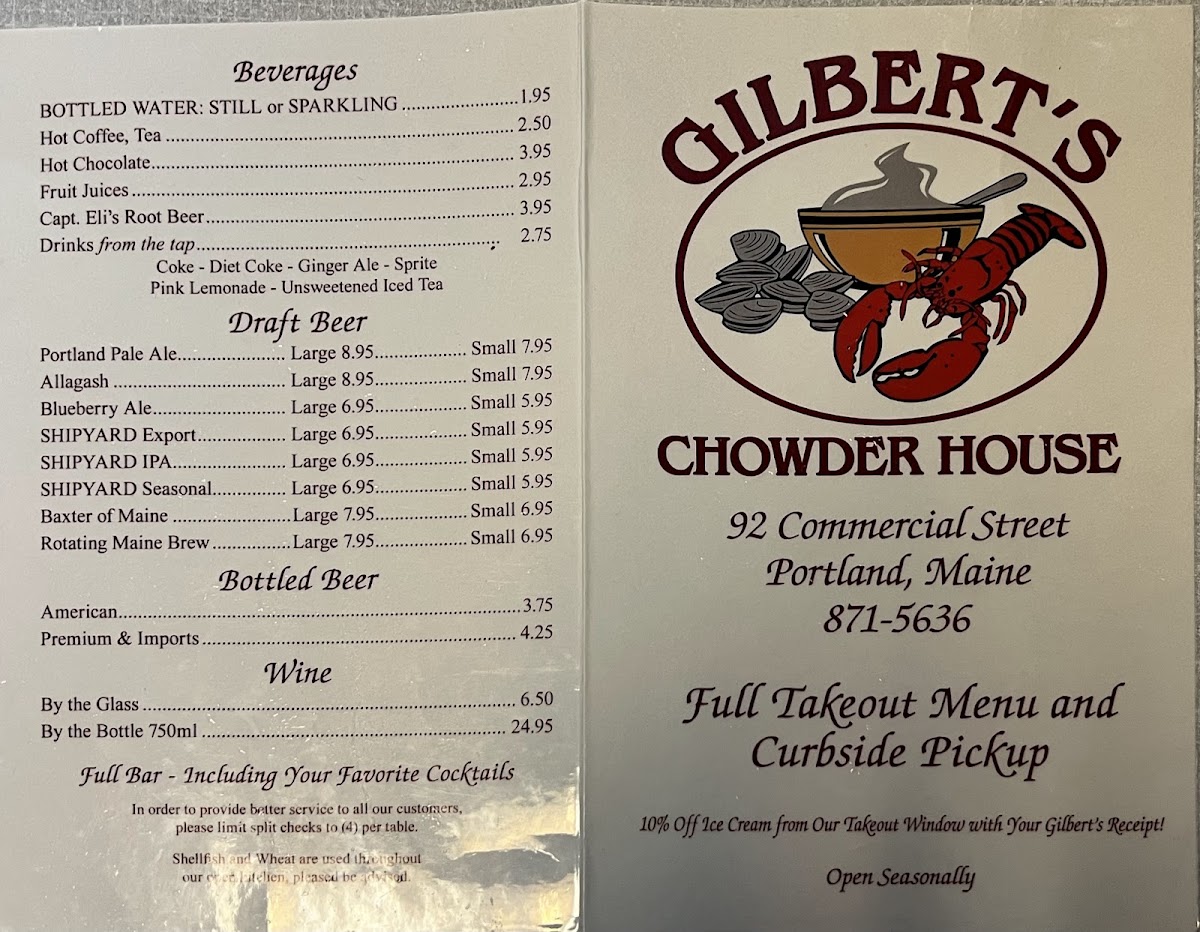 Beverages
BOTTLED WATER: STILL or SPARKLING ........................1.95
Hot Coffee, Tea ........................ 2.50
Hot Chocolate........................ 3.95
Fruit Juices ........................ 2.95
Capt. Eli's Root Beer........................ 3.95
Drinks from the tap........................ 2.75
Coke - Diet Coke - Ginger Ale - Sprite
Pink Lemonade - Unsweetened Iced Tea
Draft Beer
Portland Pale Ale...................... Large 8.95................... Small 7.95
Allagash ................................... Large 8.95................... Small 7.95
Blueberry Ale........................... Large 6.95................... Small 5.95
SHIPYARD Export.................. Large 6.95................... Small 5.95
SHIPYARD IPA....................... Large 6.95................... Small 5.95
SHIPYARD Seasonal............... Large 6.95................... Small 5.95
Baxter of Maine ........................Large 7.95................... Small 6.95
Rotating Maine Brew ................Large 7.95................... Small 6.95
Bottled Beer
American........................3.75
Premium & Imports ........................ 4.25
Wine
By the Glass ........................ 6.50
By the Bottle 750ml ........................ 24.95
Full Bar - Including Your Favorite Cocktails
In order to provide better service to all our customers,
please limit split checks to (4) per table.
Shellfish and Wheat are used throughout
our open kitchen, pleased be advised.
GILBERT'S
CHOWDER HOUSE
92 Commercial Street
Portland, Maine
871-5636
Full Takeout Menu and
Curbside Pickup
10% Off Ice Cream from Our Takeout Window with Your Gilbert's Receipt!
Open Seasonally